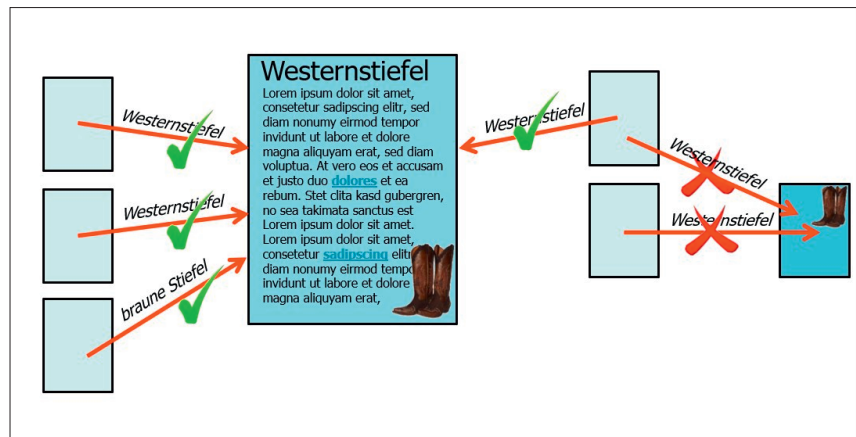 Westernstiefel
Westernstiefel
braune Stiefel
Westernstiefel
Lorem ipsum dolor sit amet,
consetetur sadipscing elitr, sed
diam nonumy eirmod tempor
invidunt ut labore et dolore
magna aliquyam erat, sed diam
voluptua. At vero eos et accusam
et justo duo dolores et ea
rebum. Stet clita kasd gubergren,
no sea takimata sanctus est
Lorem ipsum dolor sit amet.
Lorem ipsum dolor sit amet,
consetetur sadipscing elitr
diam nonumy eirmod tempo
invidunt ut labore et dolore
magna aliquyam erat,
Westernstiefel
Westernstiefel
Westernstiefel